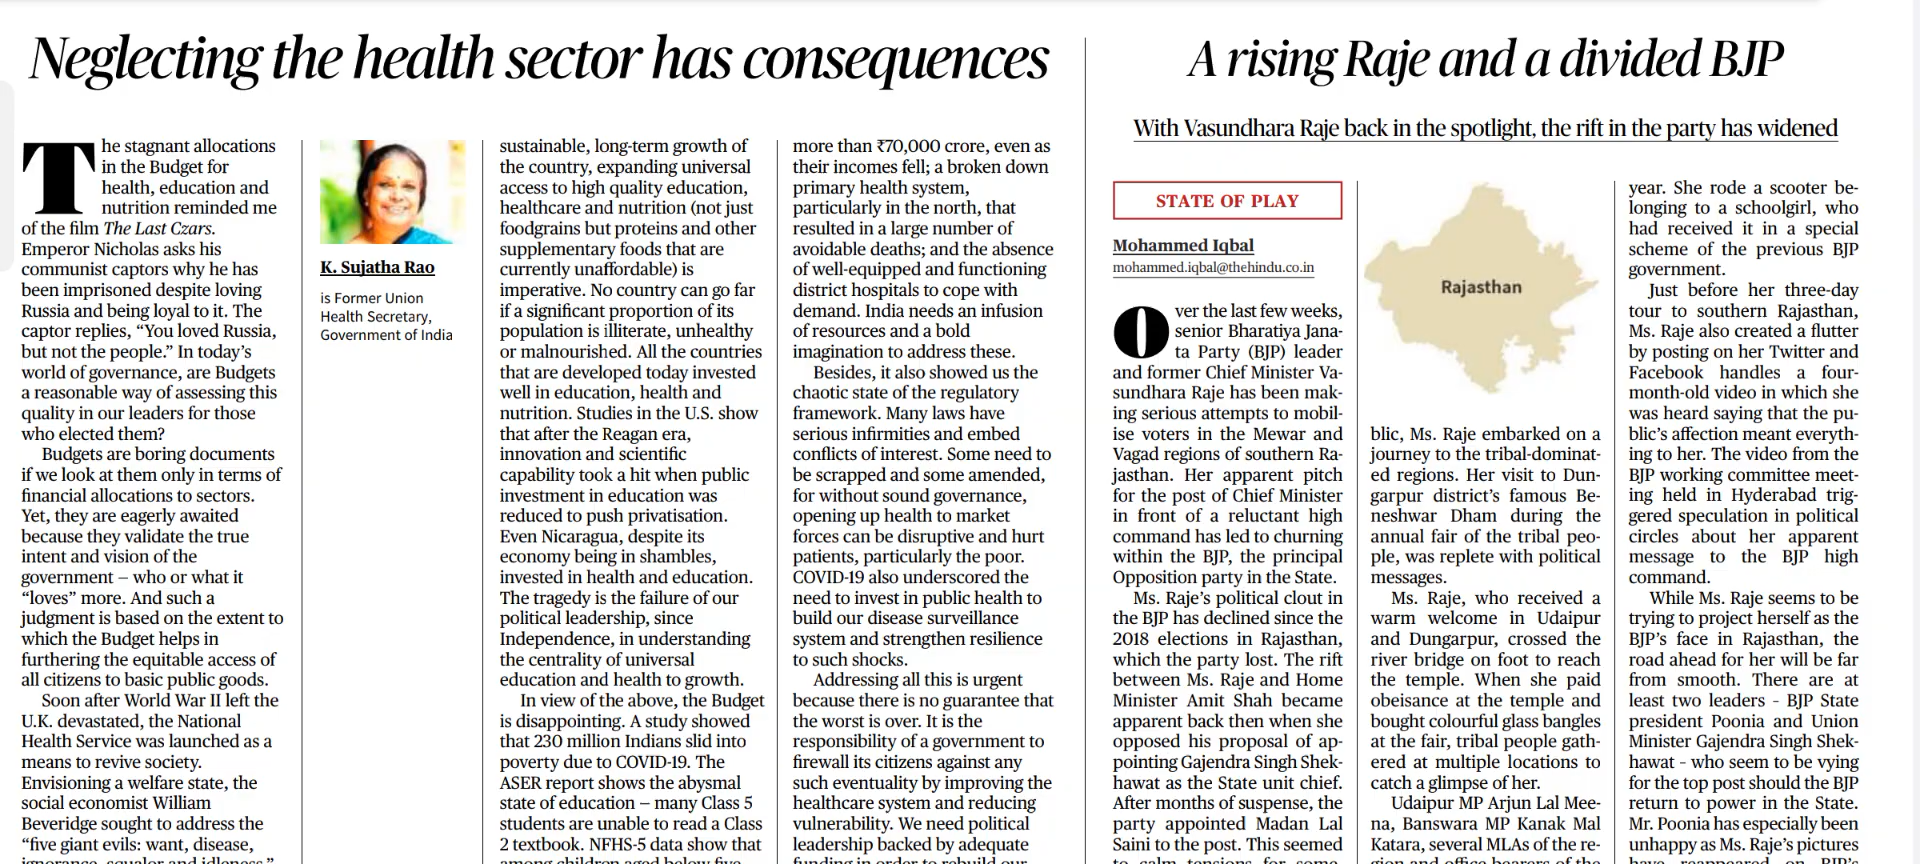 Neglecting the health sector has consequences
The stagnant allocations
in the Budget for
health, education and
nutrition reminded me
of the film The Last Czars.
Emperor Nicholas asks his
communist captors why he has
been imprisoned despite loving
Russia and being loyal to it. The
captor replies, “You loved Russia,
but not the people.” In today’s
world of governance, are Budgets
a reasonable way of assessing this
quality in our leaders for those
who elected them?
Budgets are boring documents
if we look at them only in terms of
financial allocations to sectors.
Yet, they are eagerly awaited
because they validate the true
intent and vision of the
government – who or what it
“loves” more. And such a
judgment is based on the extent to
which the Budget helps in
furthering the equitable access of
all citizens to basic public goods.
Soon after World War II left the
U.K. devastated, the National
Health Service was launched as a
means to revive society.
Envisioning a welfare state, the
social economist William
Beveridge sought to address the
“five giant evils: want, disease,
ignorance, squalor and idleness.”
K. Sujatha Rao
is Former Union
Health Secretary,
Government of India
sustainable, long-term growth of
the country, expanding universal
access to high quality education,
healthcare and nutrition (not just
foodgrains but proteins and other
supplementary foods that are
currently unaffordable) is
imperative. No country can go far
if a significant proportion of its
population is illiterate, unhealthy
or malnourished. All the countries
that are developed today invested
well in education, health and
nutrition. Studies in the U.S. show
that after the Reagan era,
innovation and scientific
capability took a hit when public
investment in education was
reduced to push privatisation.
Even Nicaragua, despite its
economy being in shambles,
invested in health and education.
The tragedy is the failure of our
political leadership, since
Independence, in understanding
the centrality of universal
education and health to growth.
In view of the above, the Budget
is disappointing. A study showed
that 230 million Indians slid into
poverty due to COVID-19. The
ASER report shows the abysmal
state of education – many Class 5
students are unable to read a Class
2 textbook. NFHS-5 data show that
among children aged below five
more than ₹70,000 crore, even as
their incomes fell; a broken down
primary health system,
particularly in the north, that
resulted in a large number of
avoidable deaths; and the absence
of well-equipped and functioning
district hospitals to cope with
demand. India needs an infusion
of resources and a bold
imagination to address these.
Besides, it also showed us the
chaotic state of the regulatory
framework. Many laws have
serious infirmities and embed
conflicts of interest. Some need to
be scrapped and some amended,
for without sound governance,
opening up health to market
forces can be disruptive and hurt
patients, particularly the poor.
COVID-19 also underscored the
need to invest in public health to
build our disease surveillance
system and strengthen resilience
to such shocks.
Addressing all this is urgent
because there is no guarantee that
the worst is over. It is the
responsibility of a government to
firewall its citizens against any
such eventuality by improving the
healthcare system and reducing
vulnerability. We need political
leadership backed by adequate
funding in order to rebuild our
A rising Raje and a divided BJP
With Vasundhara Raje back in the spotlight, the rift in the party has widened
STATE OF PLAY
Mohammed Iqbal
mohammed.iqbal@thehindu.co.in
Over the last few weeks,
senior Bharatiya Jana-
ta Party (BJP) leader
and former Chief Minister Va-
sundhara Raje has been mak-
ing serious attempts to mobil-
ise voters in the Mewar and
Vagad regions of southern Ra-
jasthan. Her apparent pitch
for the post of Chief Minister
in front of a reluctant high
command has led to churning
within the BJP, the principal
Opposition party in the State.
Ms. Raje’s political clout in
the BJP has declined since the
2018 elections in Rajasthan,
which the party lost. The rift
between Ms. Raje and Home
Minister Amit Shah became
apparent back then when she
opposed his proposal of ap-
pointing Gajendra Singh Shek-
hawat as the State unit chief.
After months of suspense, the
party appointed Madan Lal
Saini to the post. This seemed
to calm tensions for some-
Rajasthan
blic, Ms. Raje embarked on a
journey to the tribal-dominat-
ed regions. Her visit to Dun-
garpur district’s famous Be-
neshwar Dham during the
annual fair of the tribal peo-
ple, was replete with political
messages.
Ms. Raje, who received a
warm welcome in Udaipur
and Dungarpur, crossed the
river bridge on foot to reach
the temple. When she paid
obeisance at the temple and
bought colourful glass bangles
at the fair, tribal people gath-
ered at multiple locations to
catch a glimpse of her.
Udaipur MP Arjun Lal Mee-
na, Banswara MP Kanak Mal
Katara, several MLAs of the re-
gion and office bearers of the
year. She rode a scooter be-
longing to a schoolgirl, who
had received it in a special
scheme of the previous BJP
government.
Just before her three-day
tour to southern Rajasthan,
Ms. Raje also created a flutter
by posting on her Twitter and
Facebook handles a four-
month-old video in which she
was heard saying that the pu-
blic’s affection meant everyth-
ing to her. The video from the
BJP working committee meet-
ing held in Hyderabad trig-
gered speculation in political
circles about her apparent
message to the BJP high
command.
While Ms. Raje seems to be
trying to project herself as the
BJP’s face in Rajasthan, the
road ahead for her will be far
from smooth. There are at
least two leaders - BJP State
president Poonia and Union
Minister Gajendra Singh Shek-
hawat - who seem to be vying
for the top post should the BJP
return to power in the State.
Mr. Poonia has especially been
unhappy as Ms. Raje’s pictures
have reappeared on BJP’s